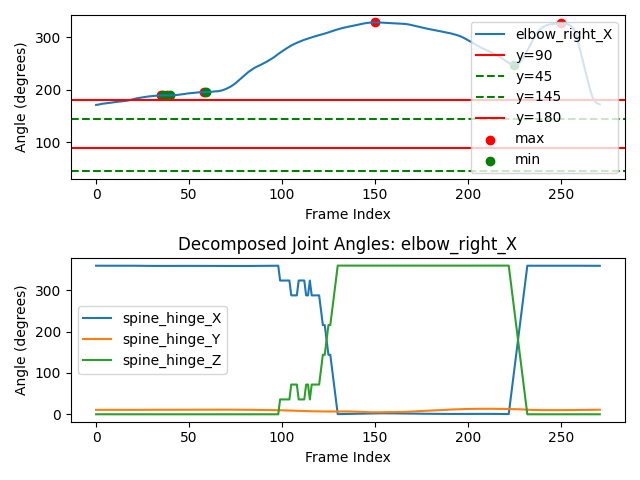 300
200
100
Angle (degrees)
elbow_right_X
y=90
y=45
y=145
y=180
max
min
0 50 100 150 200 250
Frame Index
Decomposed Joint Angles: elbow_right_X
300
200
100
0
Angle (degrees)
spine_hinge_X
spine_hinge_Y
spine_hinge_Z
0 50 100 150 200 250
Frame Index